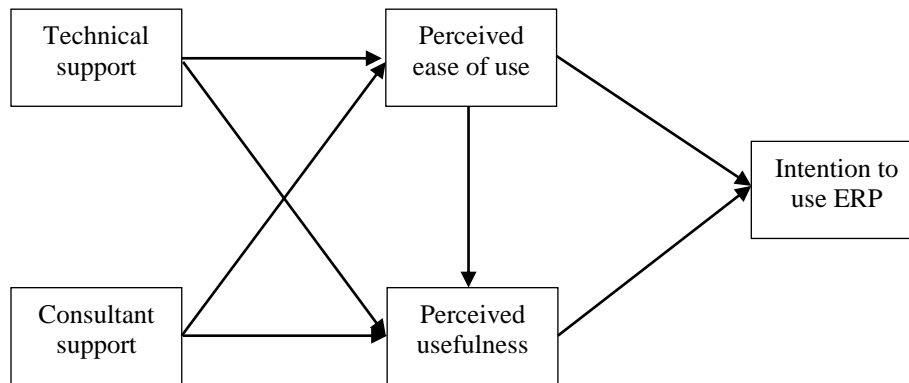 Technical
support
Perceived
ease of use
Intention to
use ERP
Consultant
support
Perceived
usefulness